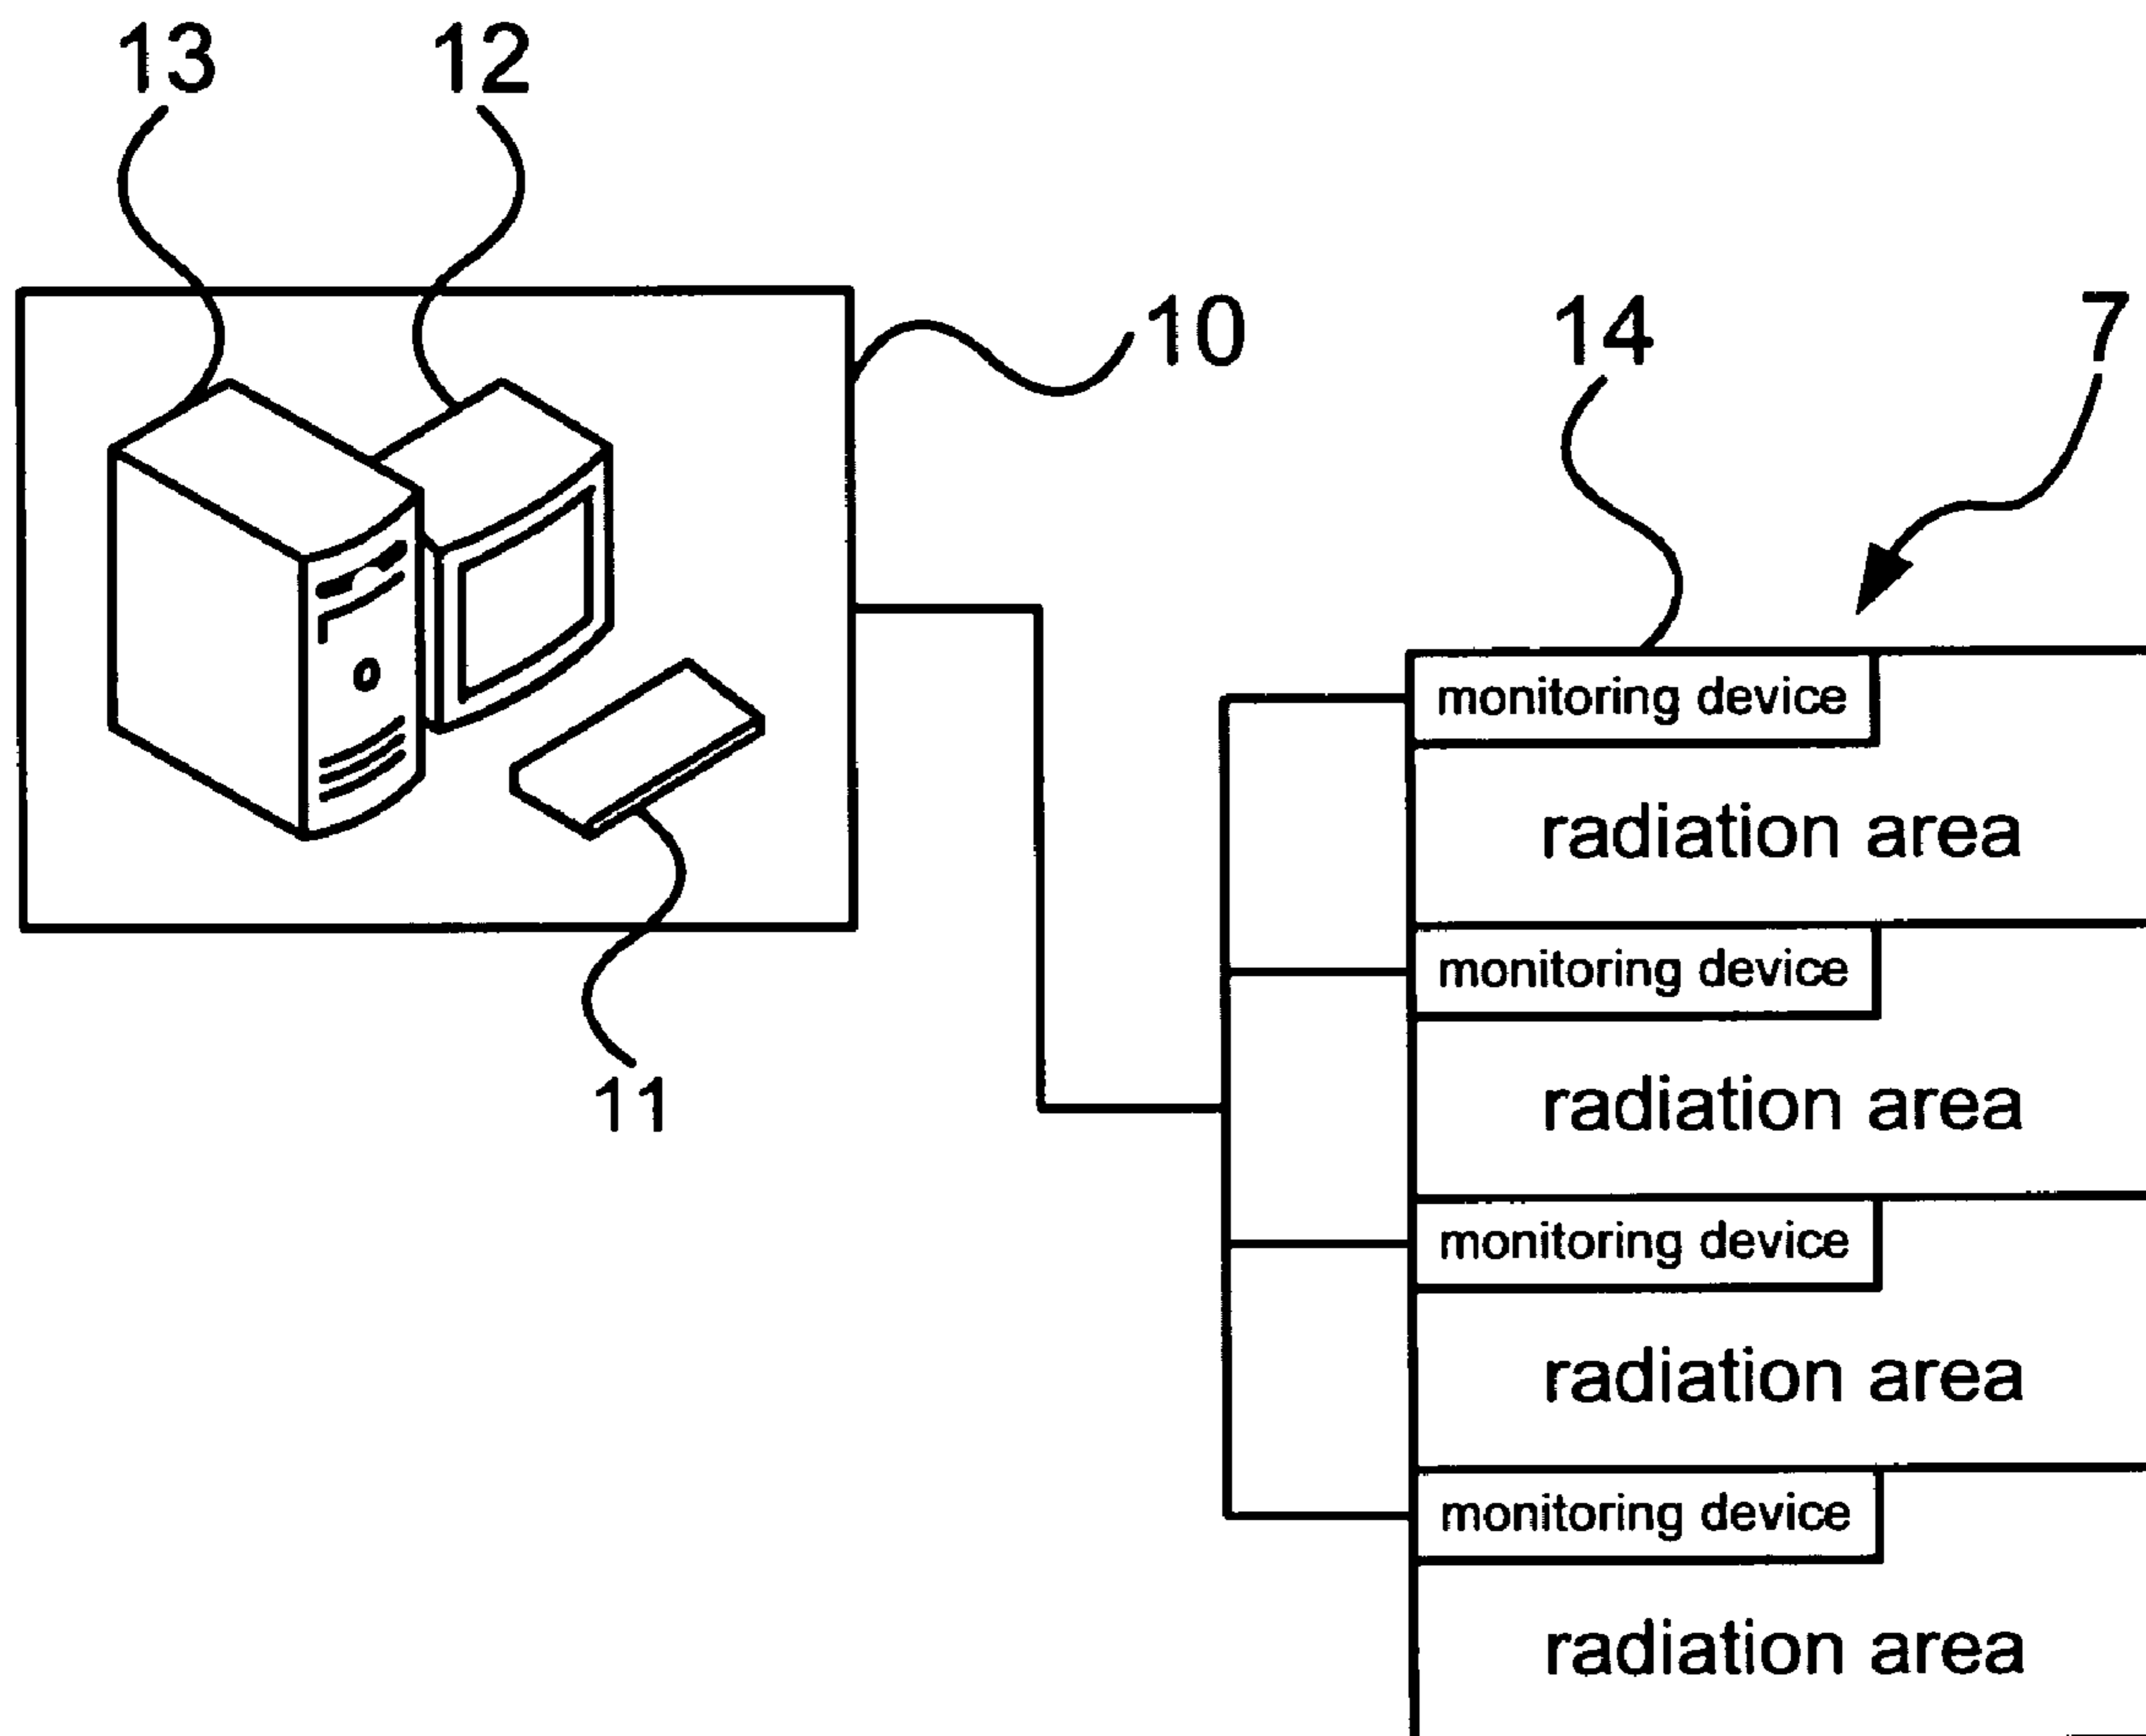 13
12
10
14
7
monitoring device
radiation area
monitoring device
radiation area
11
monitoring device
radiation area
monitoring device
radiation area